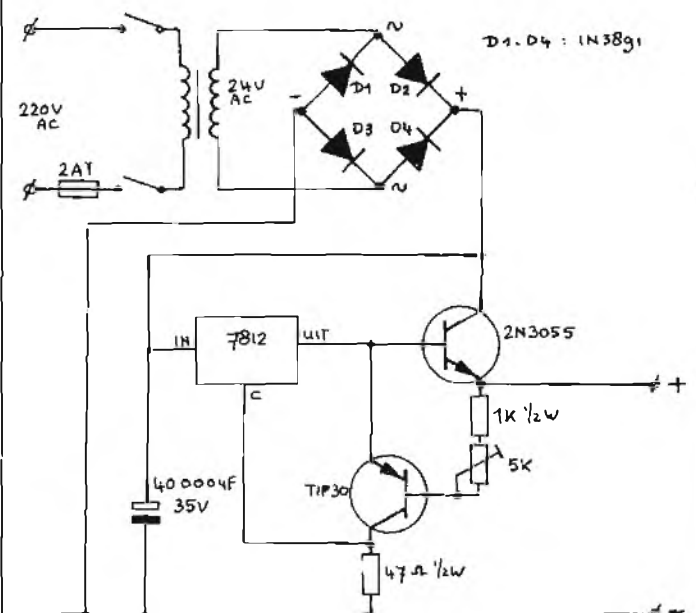 ~
D1.D4 : IN3891
24V
AC
D1
D2
220V
AC
-
+
D3
D4
2AT
~
7812
IN
UIT
2N3055
C
+
1K 1/2W
5K
TIP30
40000µF
35V
47Ω 1/2W